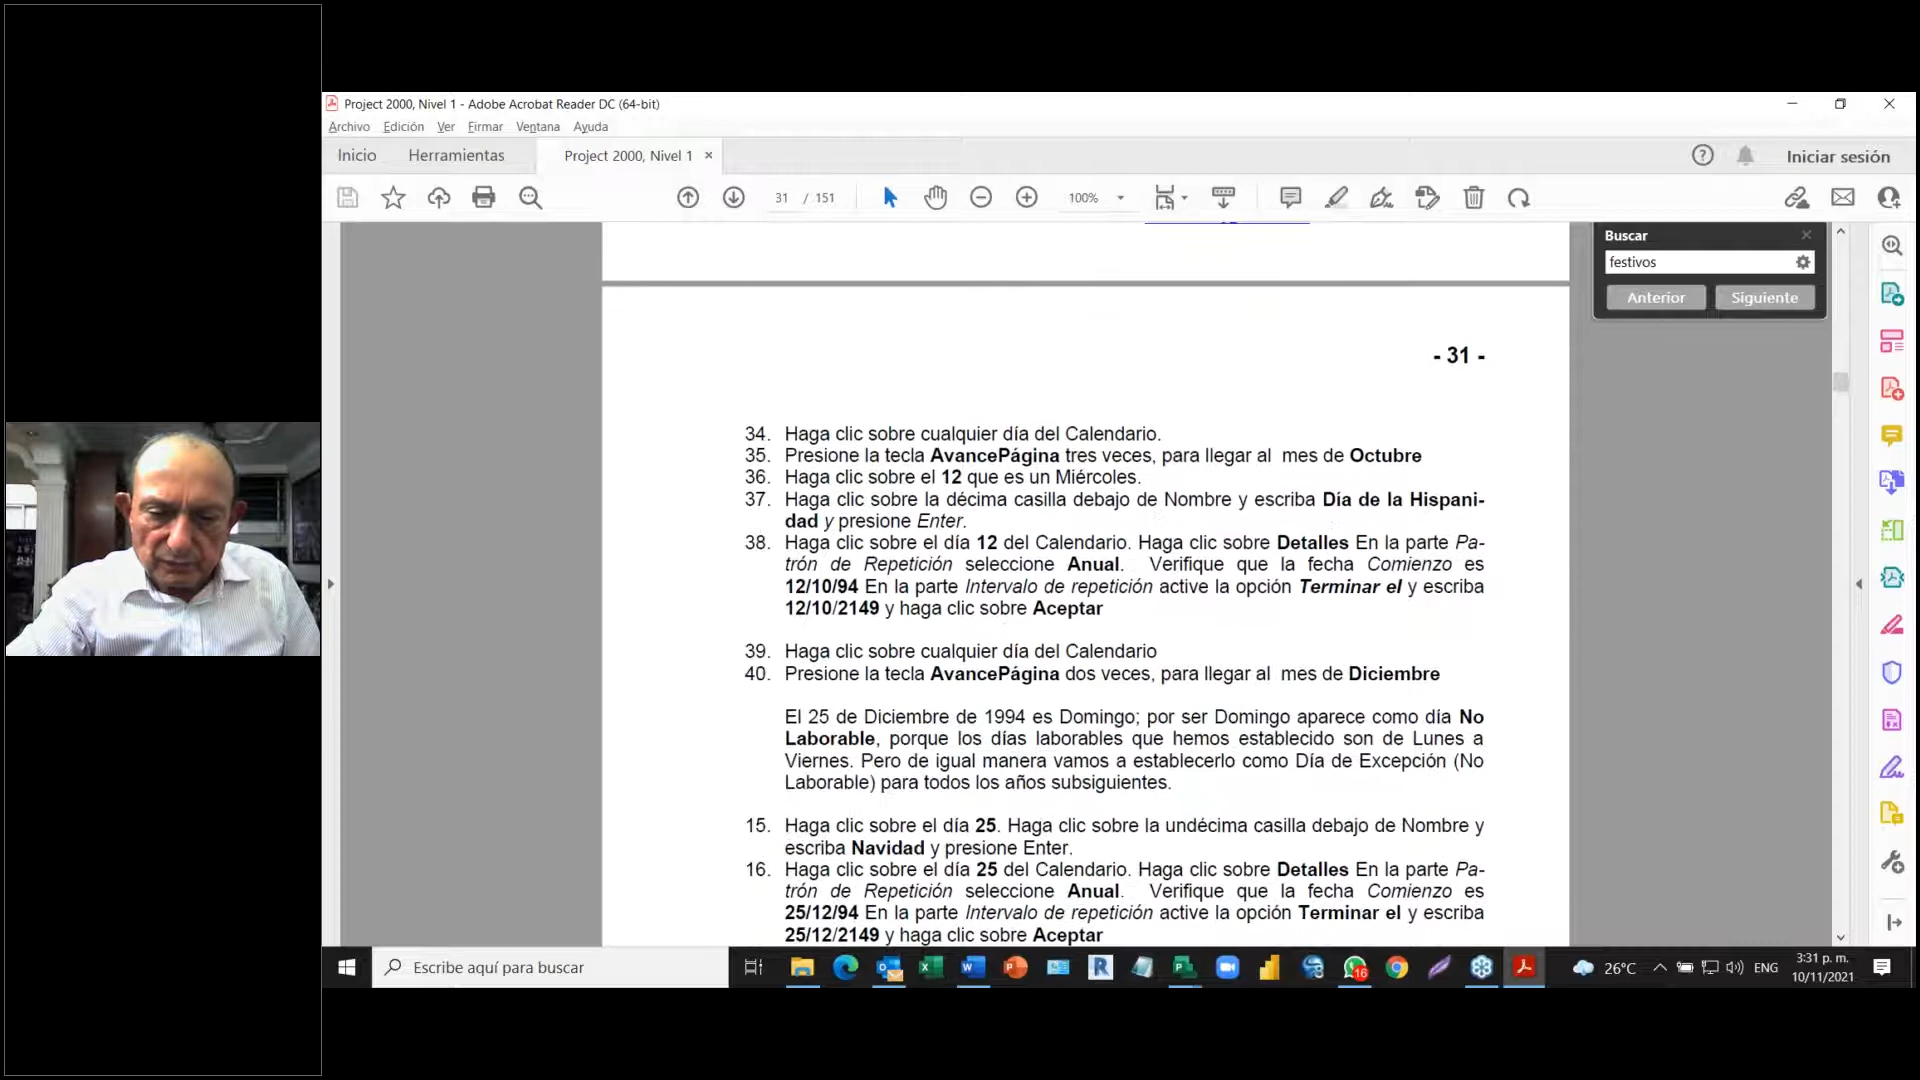 Project 2000, Nivel 1 - Adobe Acrobat Reader DC (64-bit)
Archivo Edición Ver Firmar Ventana Ayuda
Inicio Herramientas Project 2000, Nivel 1 Iniciar sesión
31 / 151 100%
Buscar
festivos
Anterior Siguiente
- 31 -
34. Haga clic sobre cualquier día del Calendario.
35. Presione la tecla AvancePágina tres veces, para llegar al mes de Octubre
36. Haga clic sobre el 12 que es un Miércoles.
37. Haga clic sobre la décima casilla debajo de Nombre y escriba Día de la Hispani-
dad y presione Enter.
38. Haga clic sobre el día 12 del Calendario. Haga clic sobre Detalles En la parte Pa-
trón de Repetición seleccione Anual. Verifique que la fecha Comienzo es
12/10/94 En la parte Intervalo de repetición active la opción Terminar el y escriba
12/10/2149 y haga clic sobre Aceptar
39. Haga clic sobre cualquier día del Calendario
40. Presione la tecla AvancePágina dos veces, para llegar al mes de Diciembre
El 25 de Diciembre de 1994 es Domingo; por ser Domingo aparece como día No
Laborable, porque los días laborables que hemos establecido son de Lunes a
Viernes. Pero de igual manera vamos a establecerlo como Día de Excepción (No
Laborable) para todos los años subsiguientes.
15. Haga clic sobre el día 25. Haga clic sobre la undécima casilla debajo de Nombre y
escriba Navidad y presione Enter.
16. Haga clic sobre el día 25 del Calendario. Haga clic sobre Detalles En la parte Pa-
trón de Repetición seleccione Anual. Verifique que la fecha Comienzo es
25/12/94 En la parte Intervalo de repetición active la opción Terminar el y escriba
25/12/2149 y haga clic sobre Aceptar
Escribe aquí para buscar
16
26°C
ENG
3:31 p. m.
10/11/2021